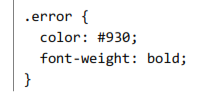 .error {
  color: #930;
  font-weight: bold;
}